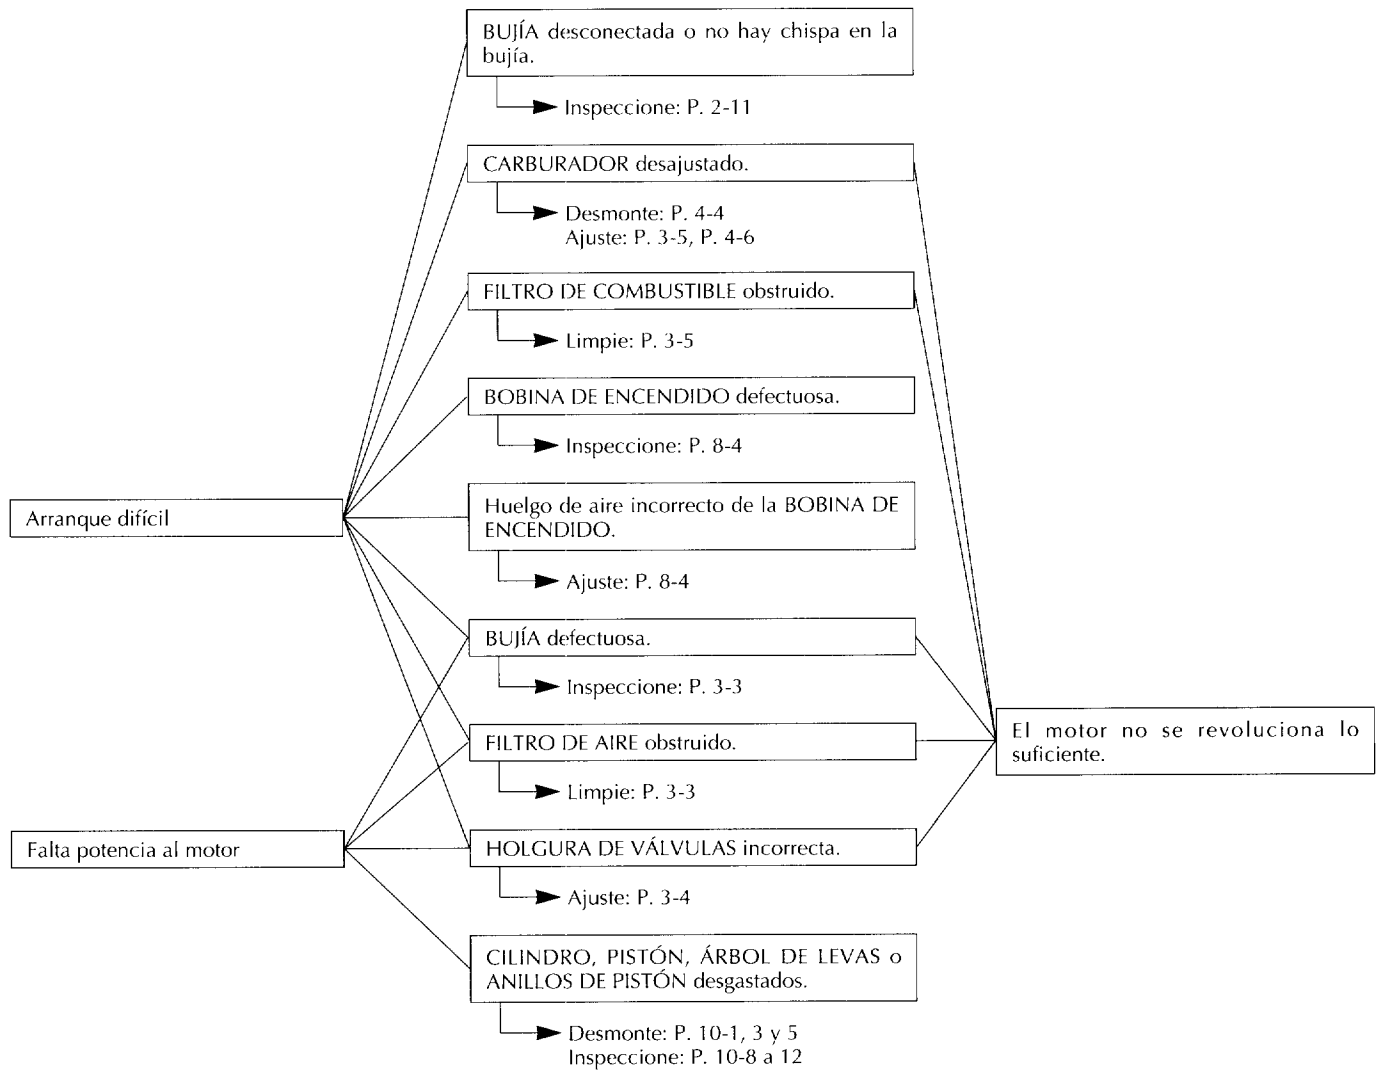 BUJÍA desconectada o no hay chispa en la
bujía.
Inspeccione: P. 2-11
CARBURADOR desajustado.
Desmonte: P. 4-4
Ajuste: P. 3-5, P. 4-6
FILTRO DE COMBUSTIBLE obstruido.
Limpie: P. 3-5
BOBINA DE ENCENDIDO defectuosa.
Inspeccione: P. 8-4
Arranque difícil
Huelgo de aire incorrecto de la BOBINA DE
ENCENDIDO.
Ajuste: P. 8-4
BUJÍA defectuosa.
Inspeccione: P. 3-3
FILTRO DE AIRE obstruido.
Limpie: P. 3-3
El motor no se revoluciona lo
suficiente.
Falta potencia al motor
HOLGURA DE VÁLVULAS incorrecta.
Ajuste: P. 3-4
CILINDRO, PISTÓN, ÁRBOL DE LEVAS o
ANILLOS DE PISTÓN desgastados.
Desmonte: P. 10-1, 3 y 5
Inspeccione: P. 10-8 a 12